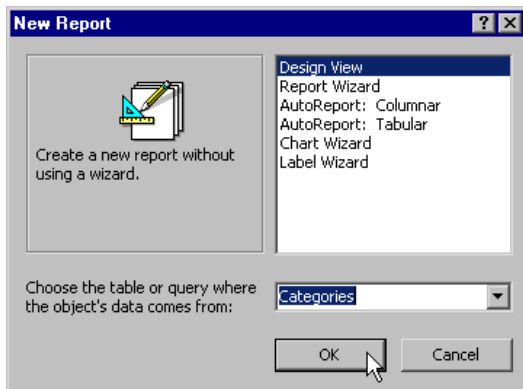 New Report
Create a new report without
using a wizard.
Design View
Report Wizard
AutoReport: Columnar
AutoReport: Tabular
Chart Wizard
Label Wizard
Choose the table or query where
the object's data comes from:
Categories
OK
Cancel